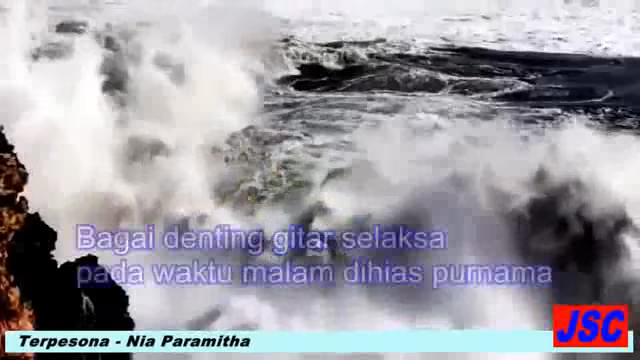 Bagai denting gitar selaksa
pada waktu malam dihias purnama
Terpesona - Nia Paramitha
JSC